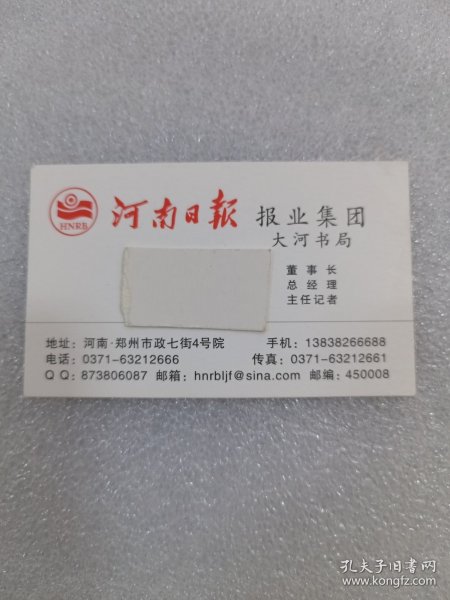 HNRB
河南日报 报业集团
大河书局
董事长
总经理
主任记者
地址：河南·郑州市政七街4号院 手机：13838266688
电话：0371-63212666 传真：0371-63212661
QQ：873806087 邮箱：hnrbljf@sina.com 邮编：450008
孔夫子旧书网
www.kongfz.com